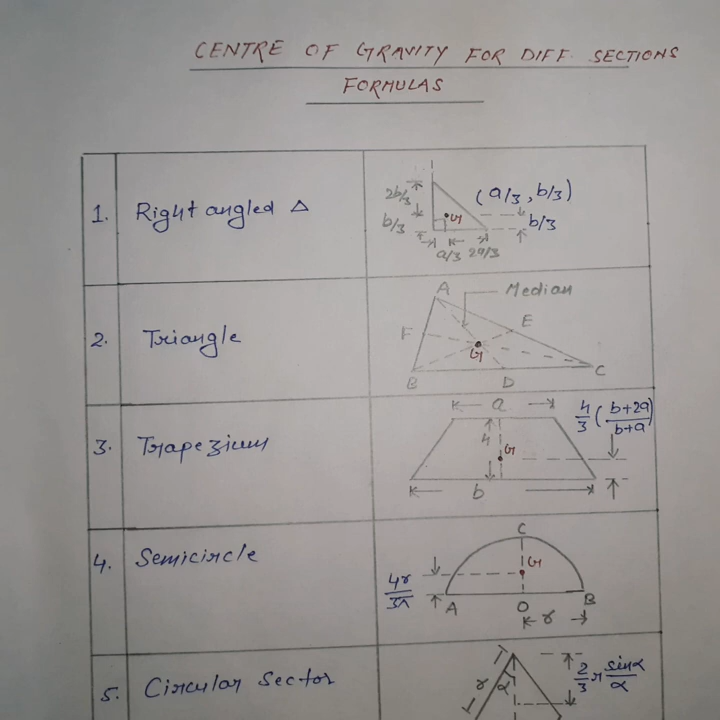 CENTRE OF GRAVITY FOR DIFF. SECTIONS
FORMULAS
1. Right angled △
2b/3
b/3
a/3 2a/3
G
(a/3, b/3)
b/3
2. Triangle
A
Median
F
E
G
B
D
C
3. Trapezium
a
4
G
b
4/3 (b+2a/b+a)
4. Semicircle
C
G
4r/3π
A
O
B
r
5. Circular Sector
r
α
2/3 r sinα/α